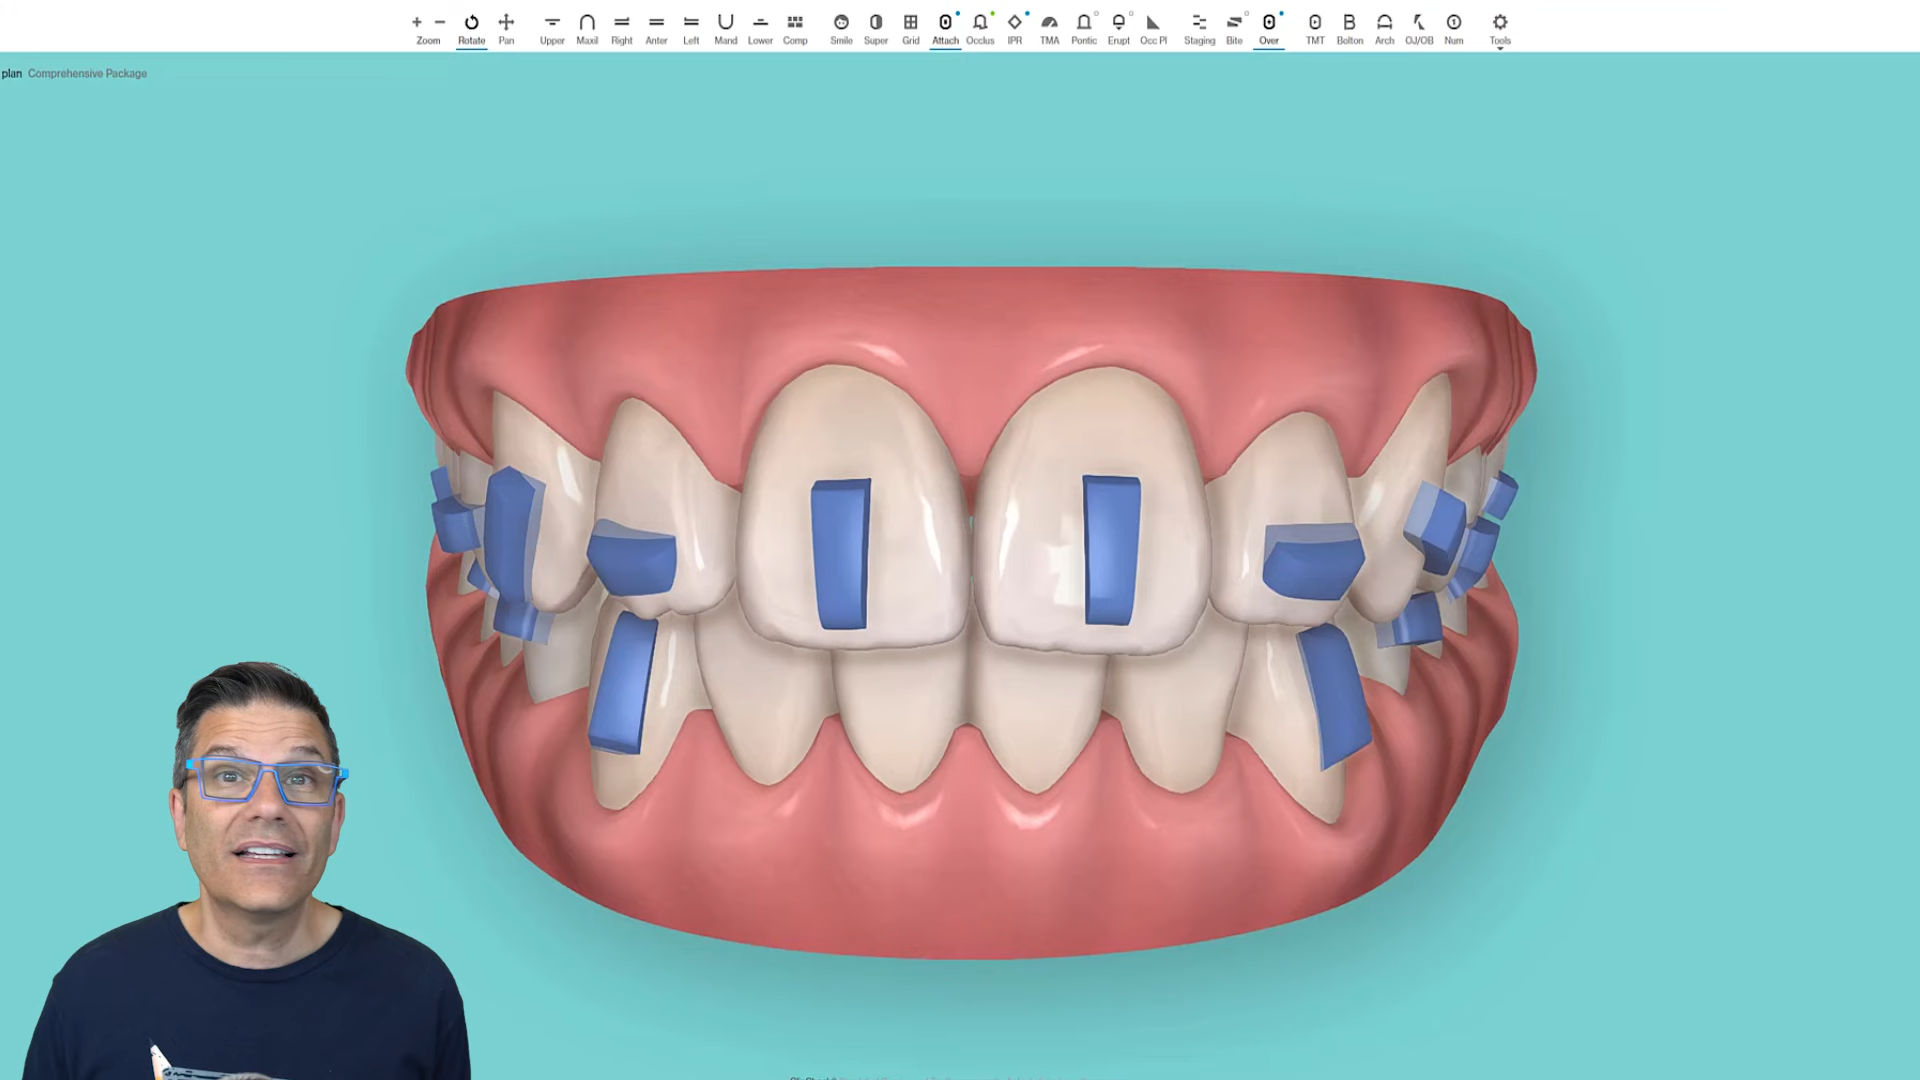 Zoom Rotate Pan Upper Maxil Right Anter Left Mand Lower Comp Smile Super Grid Attach Occlus IPR TMA Pontic Erupt Occ Pl Staging Bite Over TMT Bolton Arch OJ/OB Num Tools
plan Comprehensive Package